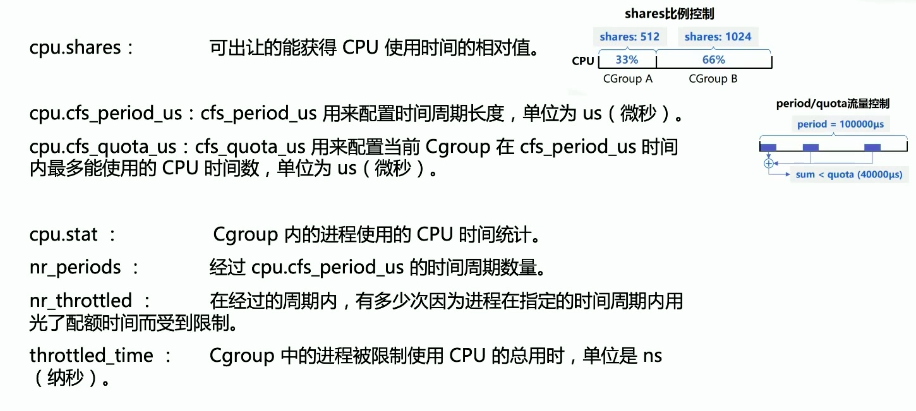 shares比例控制
cpu.shares： 可出让的能获得 CPU 使用时间的相对值。
shares: 512 shares: 1024
CPU 33% 66%
CGroup A CGroup B
cpu.cfs_period_us：cfs_period_us 用来配置时间周期长度，单位为 us（微秒）。
period/quota流量控制
period = 100000μs
cpu.cfs_quota_us：cfs_quota_us 用来配置当前 Cgroup 在 cfs_period_us 时间
内最多能使用的 CPU 时间数，单位为 us（微秒）。
sum < quota (40000μs)
cpu.stat ： Cgroup 内的进程使用的 CPU 时间统计。
nr_periods ： 经过 cpu.cfs_period_us 的时间周期数量。
nr_throttled ： 在经过的周期内，有多少次因为进程在指定的时间周期内用
光了配额时间而受到限制。
throttled_time ： Cgroup 中的进程被限制使用 CPU 的总用时，单位是 ns
（纳秒）。